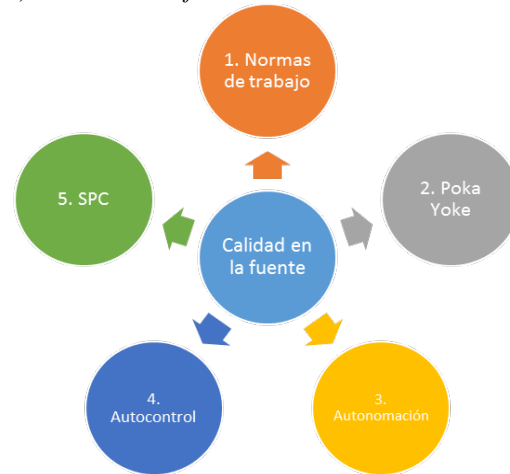 1. Normas
de trabajo
2. Poka
Yoke
3.
Autonomación
4.
Autocontrol
5. SPC
Calidad en
la fuente